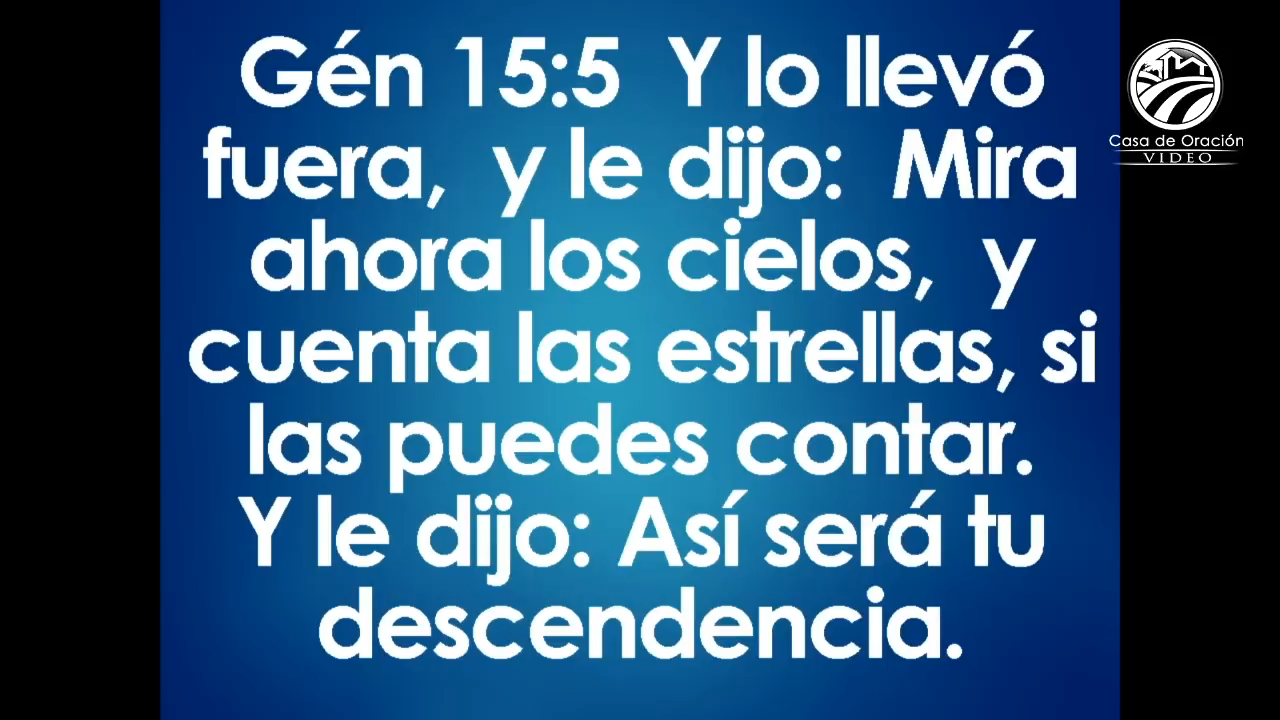 Gén 15:5  Y lo llevó
fuera,  y le dijo:  Mira
ahora los cielos,  y
cuenta las estrellas, si
las puedes contar.
Y le dijo: Así será tu
descendencia.
Casa de Oración
VIDEO